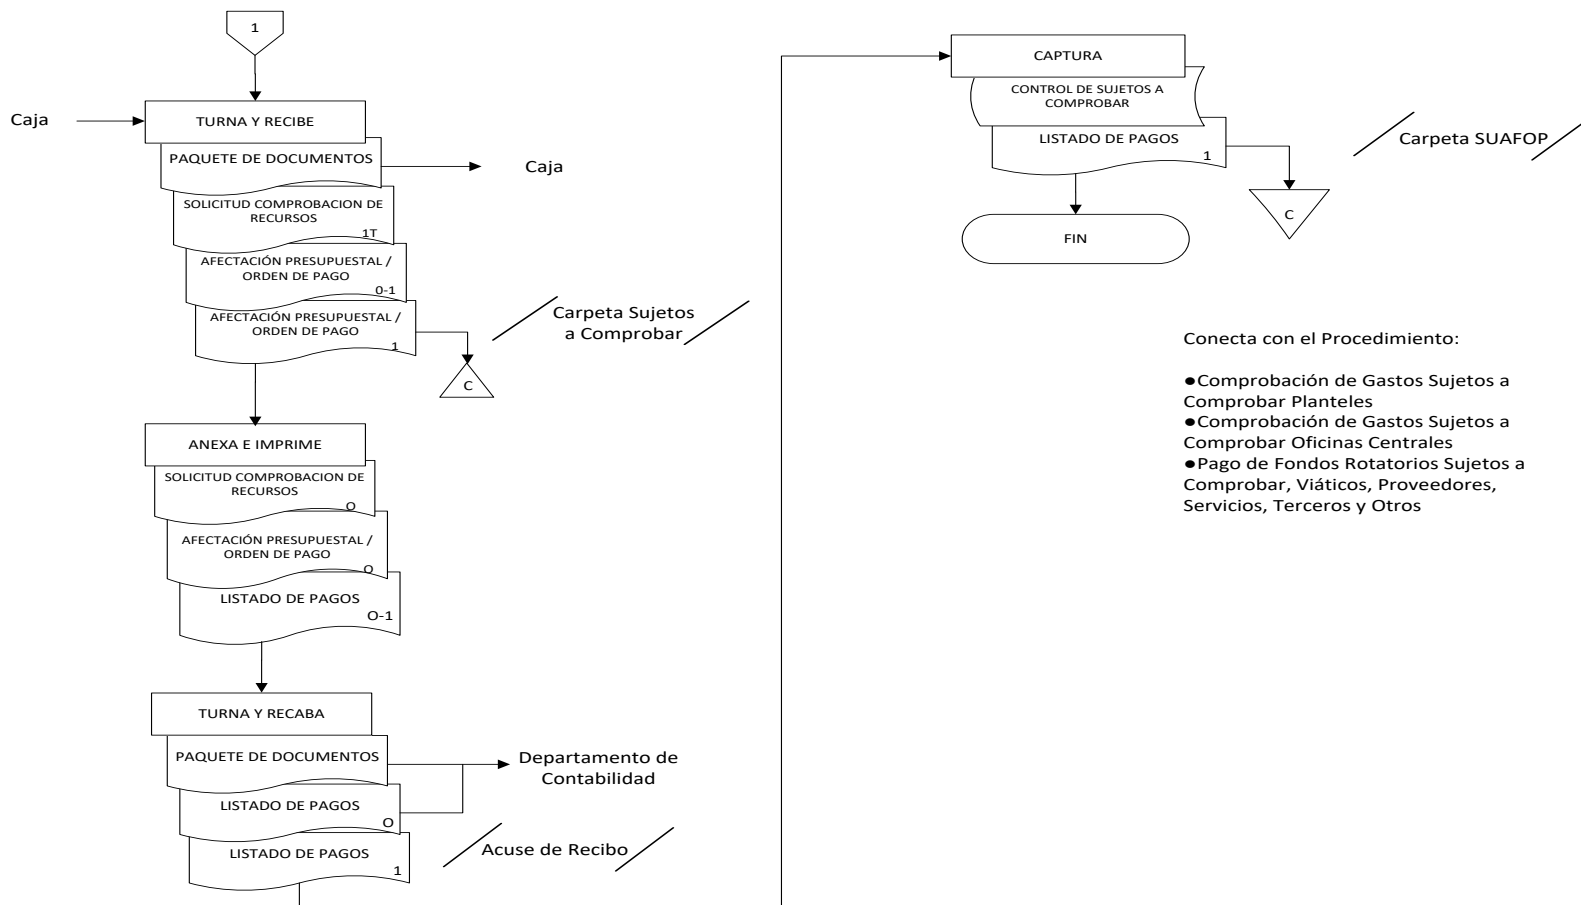 1
Caja
TURNA Y RECIBE
PAQUETE DE DOCUMENTOS
Caja
SOLICITUD COMPROBACION DE
RECURSOS
1T
AFECTACIÓN PRESUPUESTAL /
ORDEN DE PAGO
0-1
AFECTACIÓN PRESUPUESTAL /
ORDEN DE PAGO
1
Carpeta Sujetos
a Comprobar
C
ANEXA E IMPRIME
SOLICITUD COMPROBACION DE
RECURSOS
O
AFECTACIÓN PRESUPUESTAL /
ORDEN DE PAGO
O
LISTADO DE PAGOS
O-1
TURNA Y RECABA
PAQUETE DE DOCUMENTOS
Departamento de
Contabilidad
LISTADO DE PAGOS
O
LISTADO DE PAGOS
1
Acuse de Recibo
CAPTURA
CONTROL DE SUJETOS A
COMPROBAR
LISTADO DE PAGOS
1
Carpeta SUAFOP
C
FIN
Conecta con el Procedimiento:
●Comprobación de Gastos Sujetos a
Comprobar Planteles
●Comprobación de Gastos Sujetos a
Comprobar Oficinas Centrales
●Pago de Fondos Rotatorios Sujetos a
Comprobar, Viáticos, Proveedores,
Servicios, Terceros y Otros